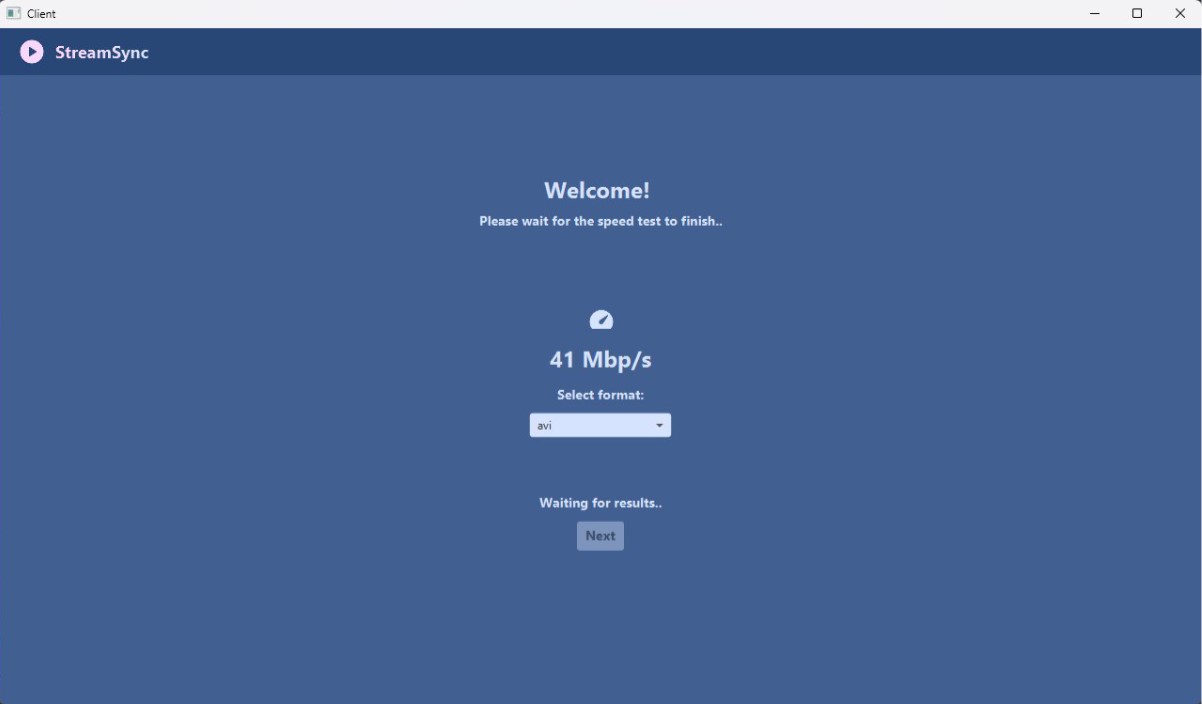 Client
StreamSync
Welcome!
Please wait for the speed test to finish..
41 Mbp/s
Select format:
avi
Waiting for results..
Next